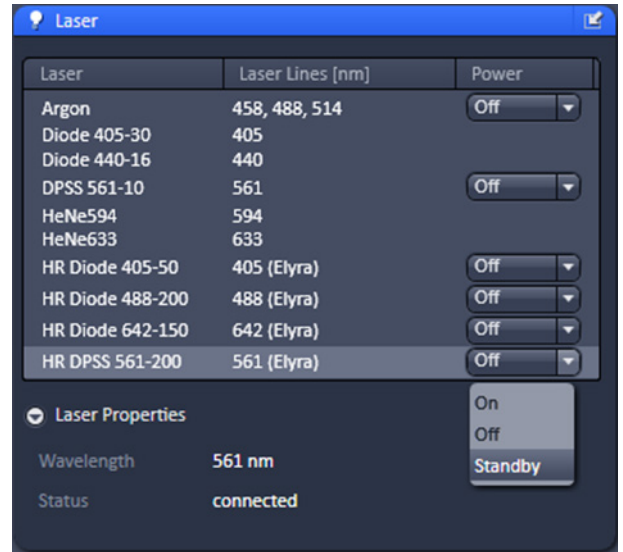 Laser
Laser Laser Lines [nm] Power
Argon 458, 488, 514 Off
Diode 405-30 405
Diode 440-16 440
DPSS 561-10 561 Off
HeNe594 594
HeNe633 633
HR Diode 405-50 405 (Elyra) Off
HR Diode 488-200 488 (Elyra) Off
HR Diode 642-150 642 (Elyra) Off
HR DPSS 561-200 561 (Elyra) Off
On
Off
Standby
Laser Properties
Wavelength 561 nm
Status connected